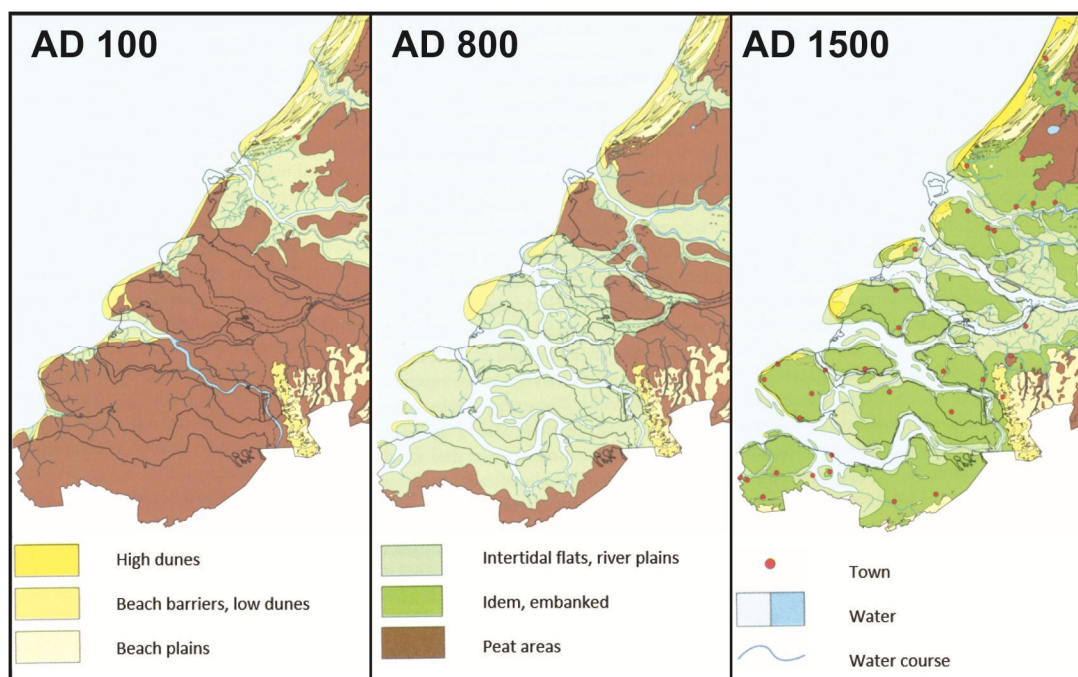 AD 100
AD 800
AD 1500
High dunes
Beach barriers, low dunes
Beach plains
Intertidal flats, river plains
Idem, embanked
Peat areas
Town
Water
Water course